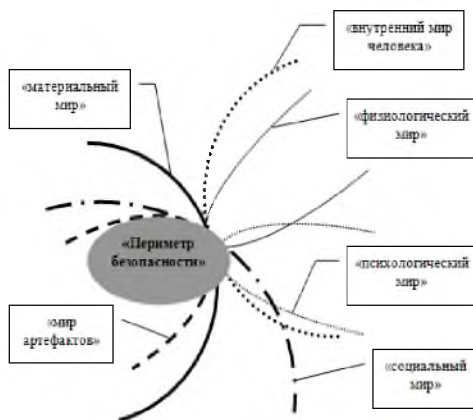 «внутренний мир
человека»
«материальный
мир»
«физиологический
мир»
«Периметр
безопасности»
«психологический
мир»
«мир
артефактов»
«социальный
мир»